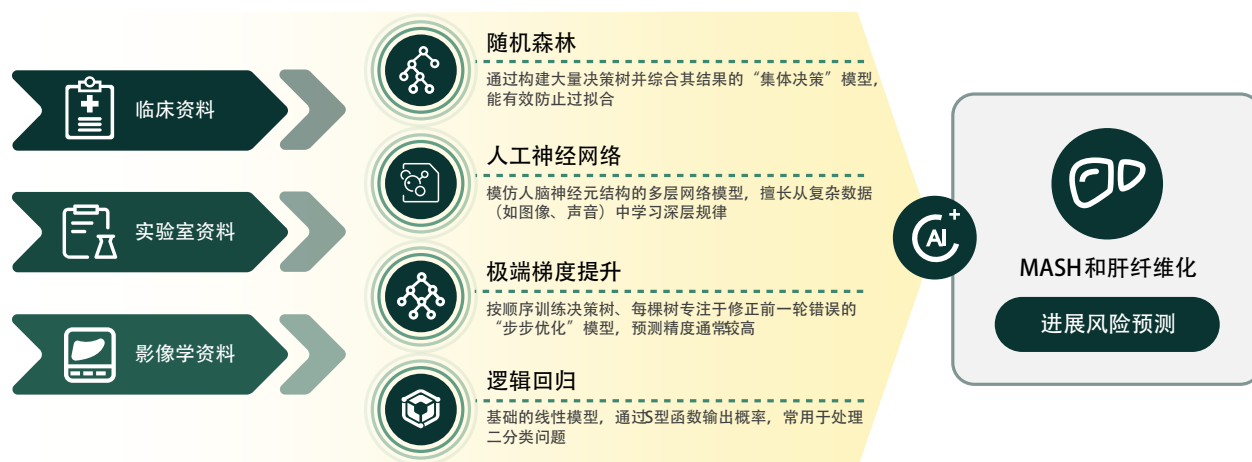 临床资料
实验室资料
影像学资料
随机森林
通过构建大量决策树并综合其结果的“集体决策”模型，
能有效防止过拟合
人工神经网络
模仿人脑神经元结构的多层网络模型，擅长从复杂数据
（如图像、声音）中学习深层规律
极端梯度提升
按顺序训练决策树、每棵树专注于修正前一轮错误的
“步步优化”模型，预测精度通常较高
逻辑回归
基础的线性模型，通过S型函数输出概率，常用于处理
二分类问题
AI+
MASH和肝纤维化
进展风险预测